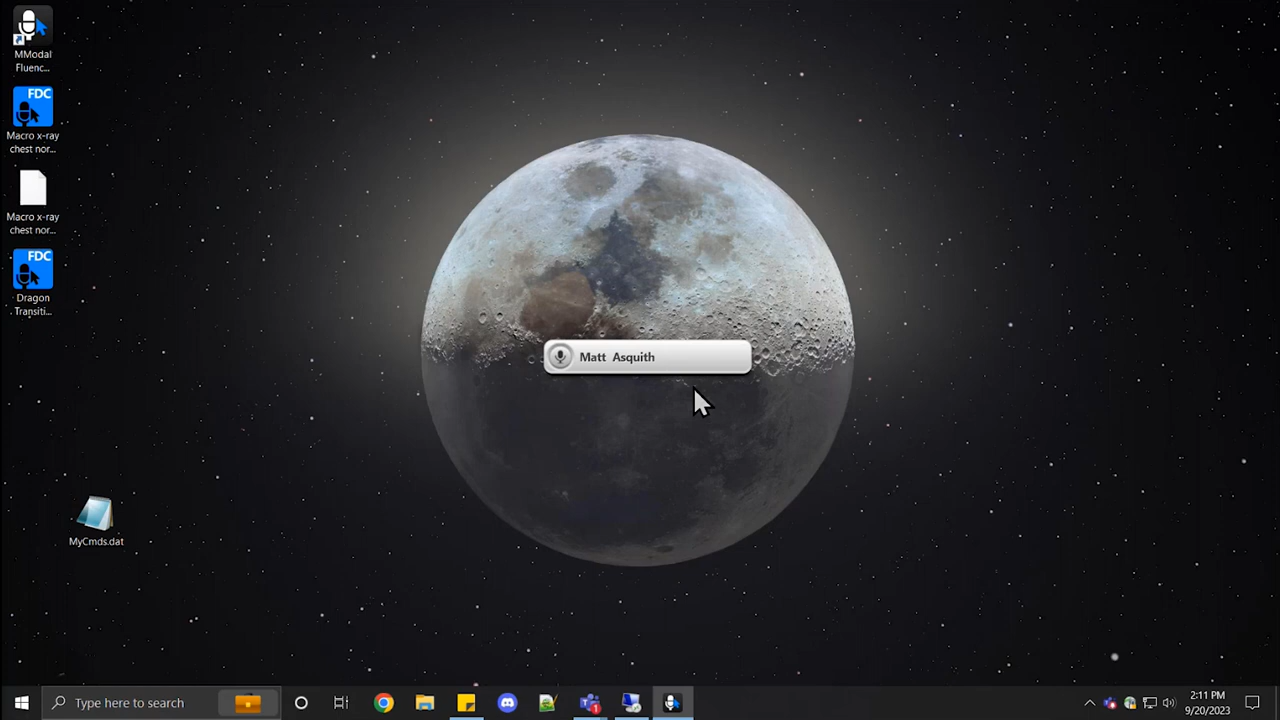 MModal
Fluenc...
FDC
Macro x-ray
chest nor...
Macro x-ray
chest nor...
FDC
Dragon
Transiti...
Matt Asquith
MyCmds.dat
Type here to search
1
2:11 PM
9/20/2023